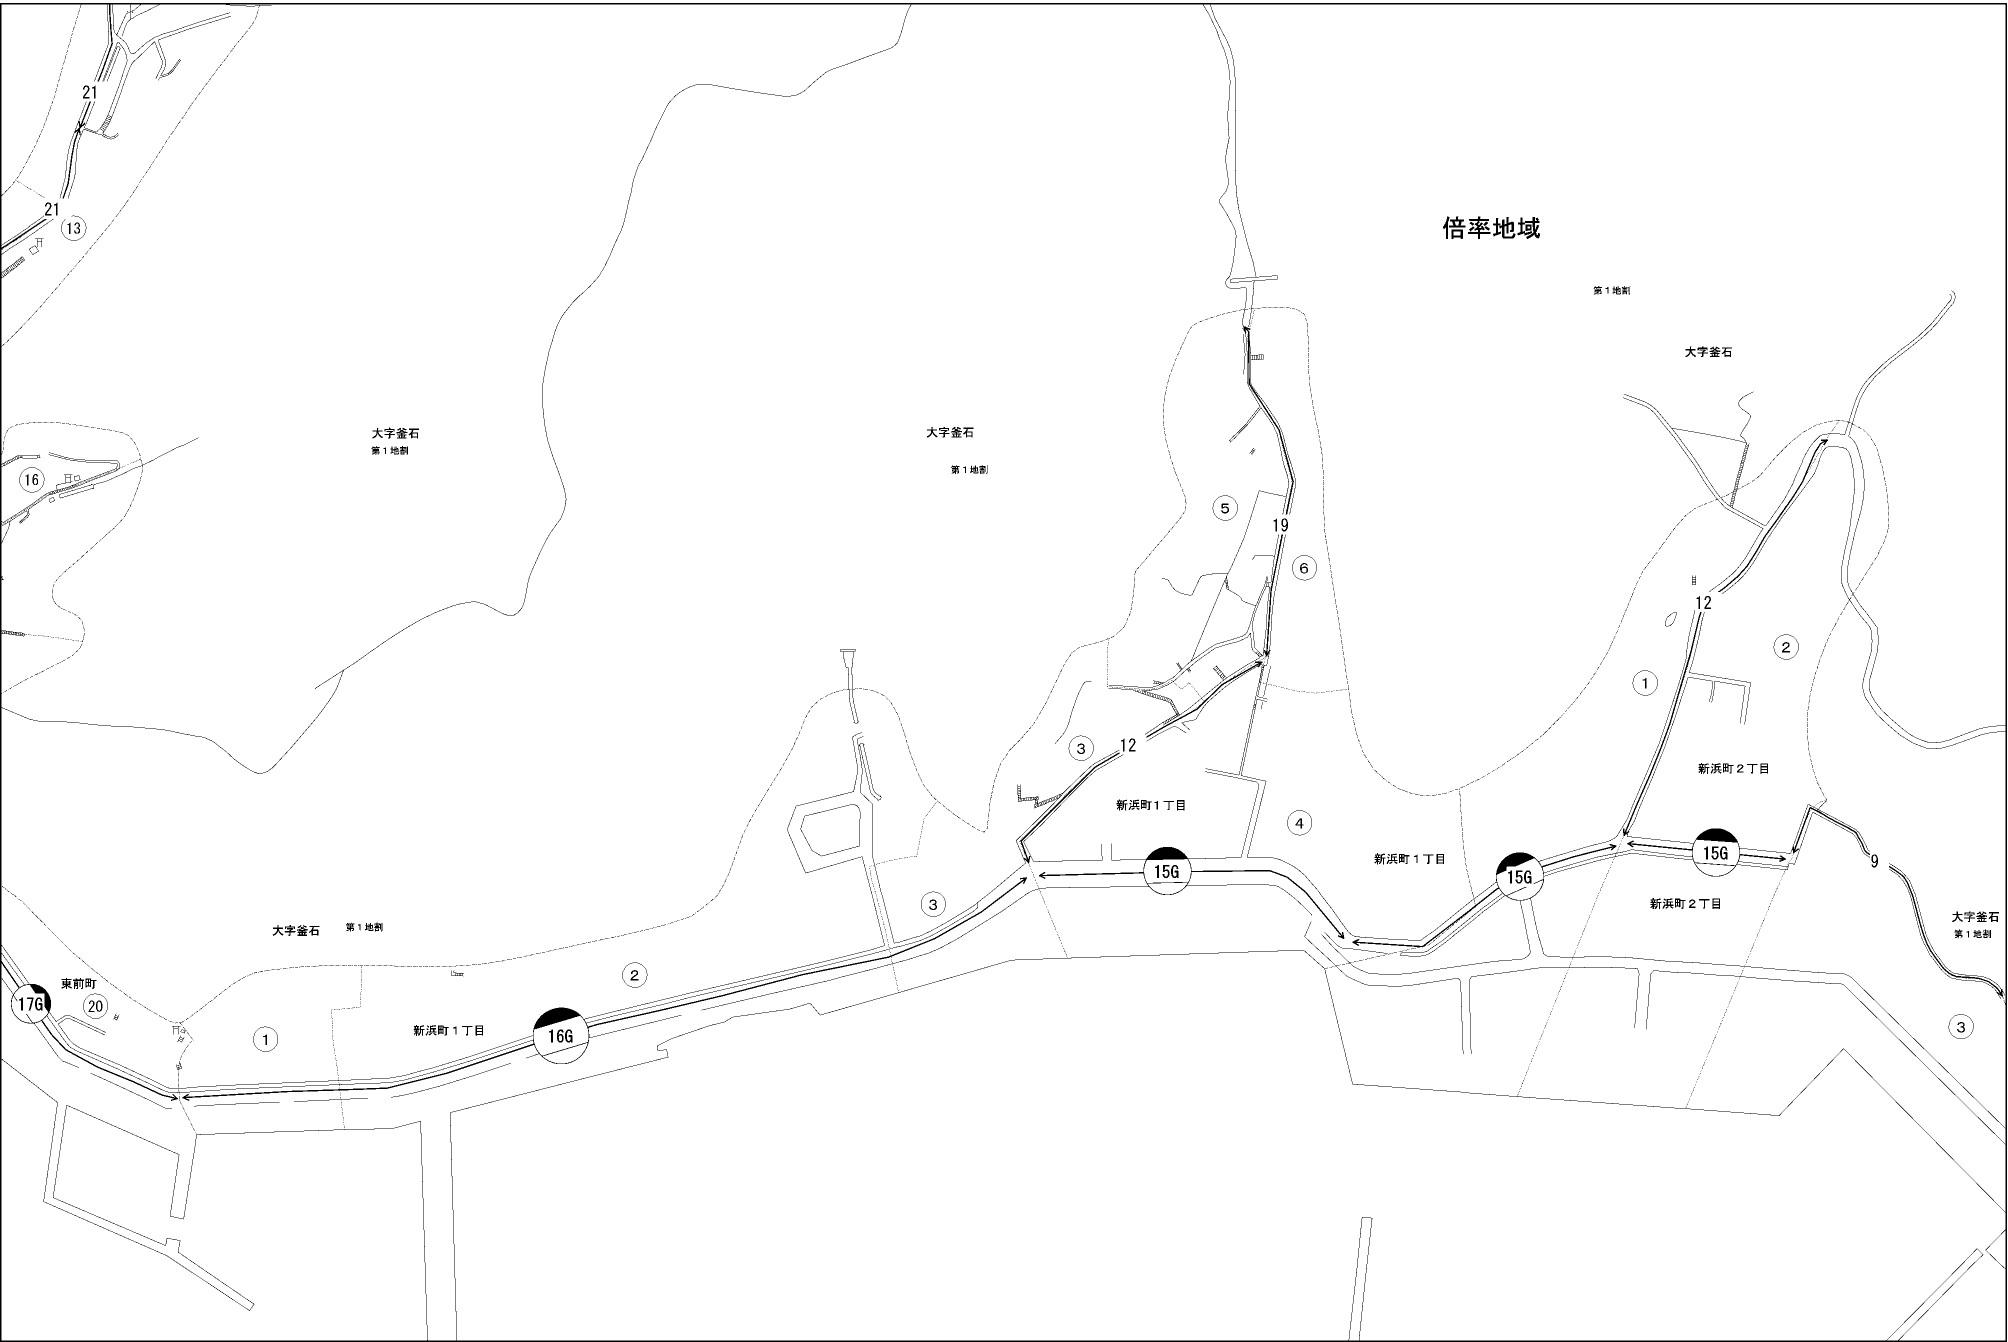 21
21
13
倍率地域
第１地割
大字釜石
大字釜石
第１地割
大字釜石
第１地割
16
5
19
6
12
2
1
3
12
新浜町２丁目
新浜町１丁目
4
新浜町１丁目
15G
15G
15G
9
新浜町２丁目
3
大字釜石
第１地割
大字釜石
第１地割
2
東前町
17G
20
1
新浜町１丁目
16G
3